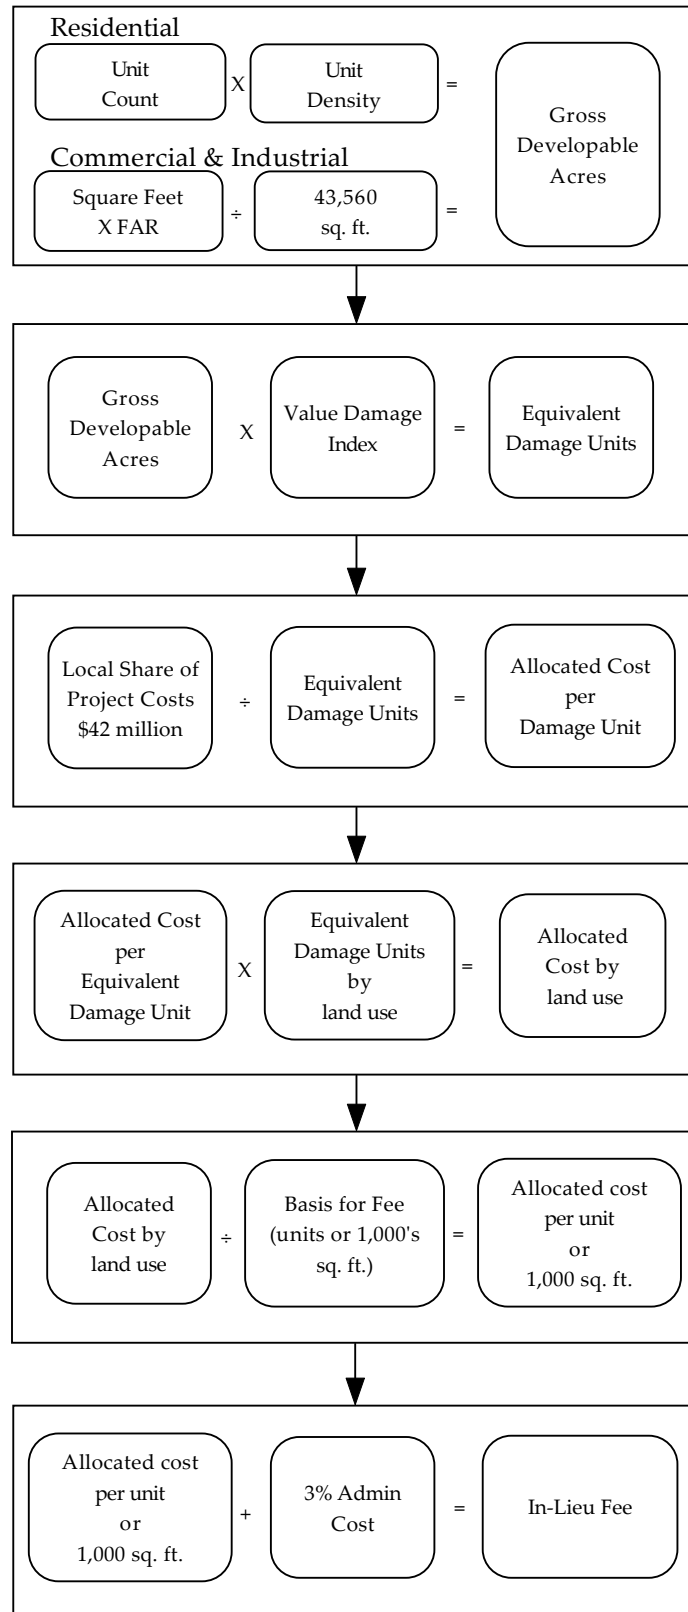 Residential
Unit
Count
X
Unit
Density
=
Commercial & Industrial
Square Feet
X FAR
÷
43,560
sq. ft.
=
Gross
Developable
Acres
Gross
Developable
Acres
X
Value Damage
Index
=
Equivalent
Damage Units
Local Share of
Project Costs
$42 million
÷
Equivalent
Damage Units
=
Allocated Cost
per
Damage Unit
Allocated Cost
per
Equivalent
Damage Unit
X
Equivalent
Damage Units
by
land use
=
Allocated
Cost by
land use
Allocated
Cost by
land use
÷
Basis for Fee
(units or 1,000's
sq. ft.)
=
Allocated cost
per unit
or
1,000 sq. ft.
Allocated cost
per unit
or
1,000 sq. ft.
+
3% Admin
Cost
=
In-Lieu Fee